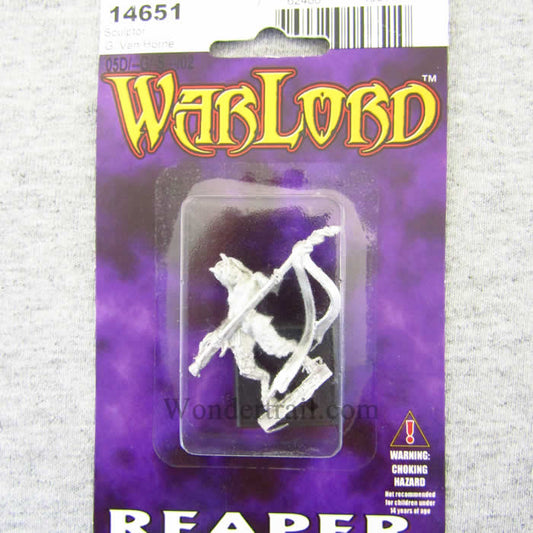 14651
Sculptor
G. Van Horne
WARLORD™
Wondertrail.com
WARNING:
CHOKING
HAZARD
Not recommended
for children under
14 years of age
REAPER